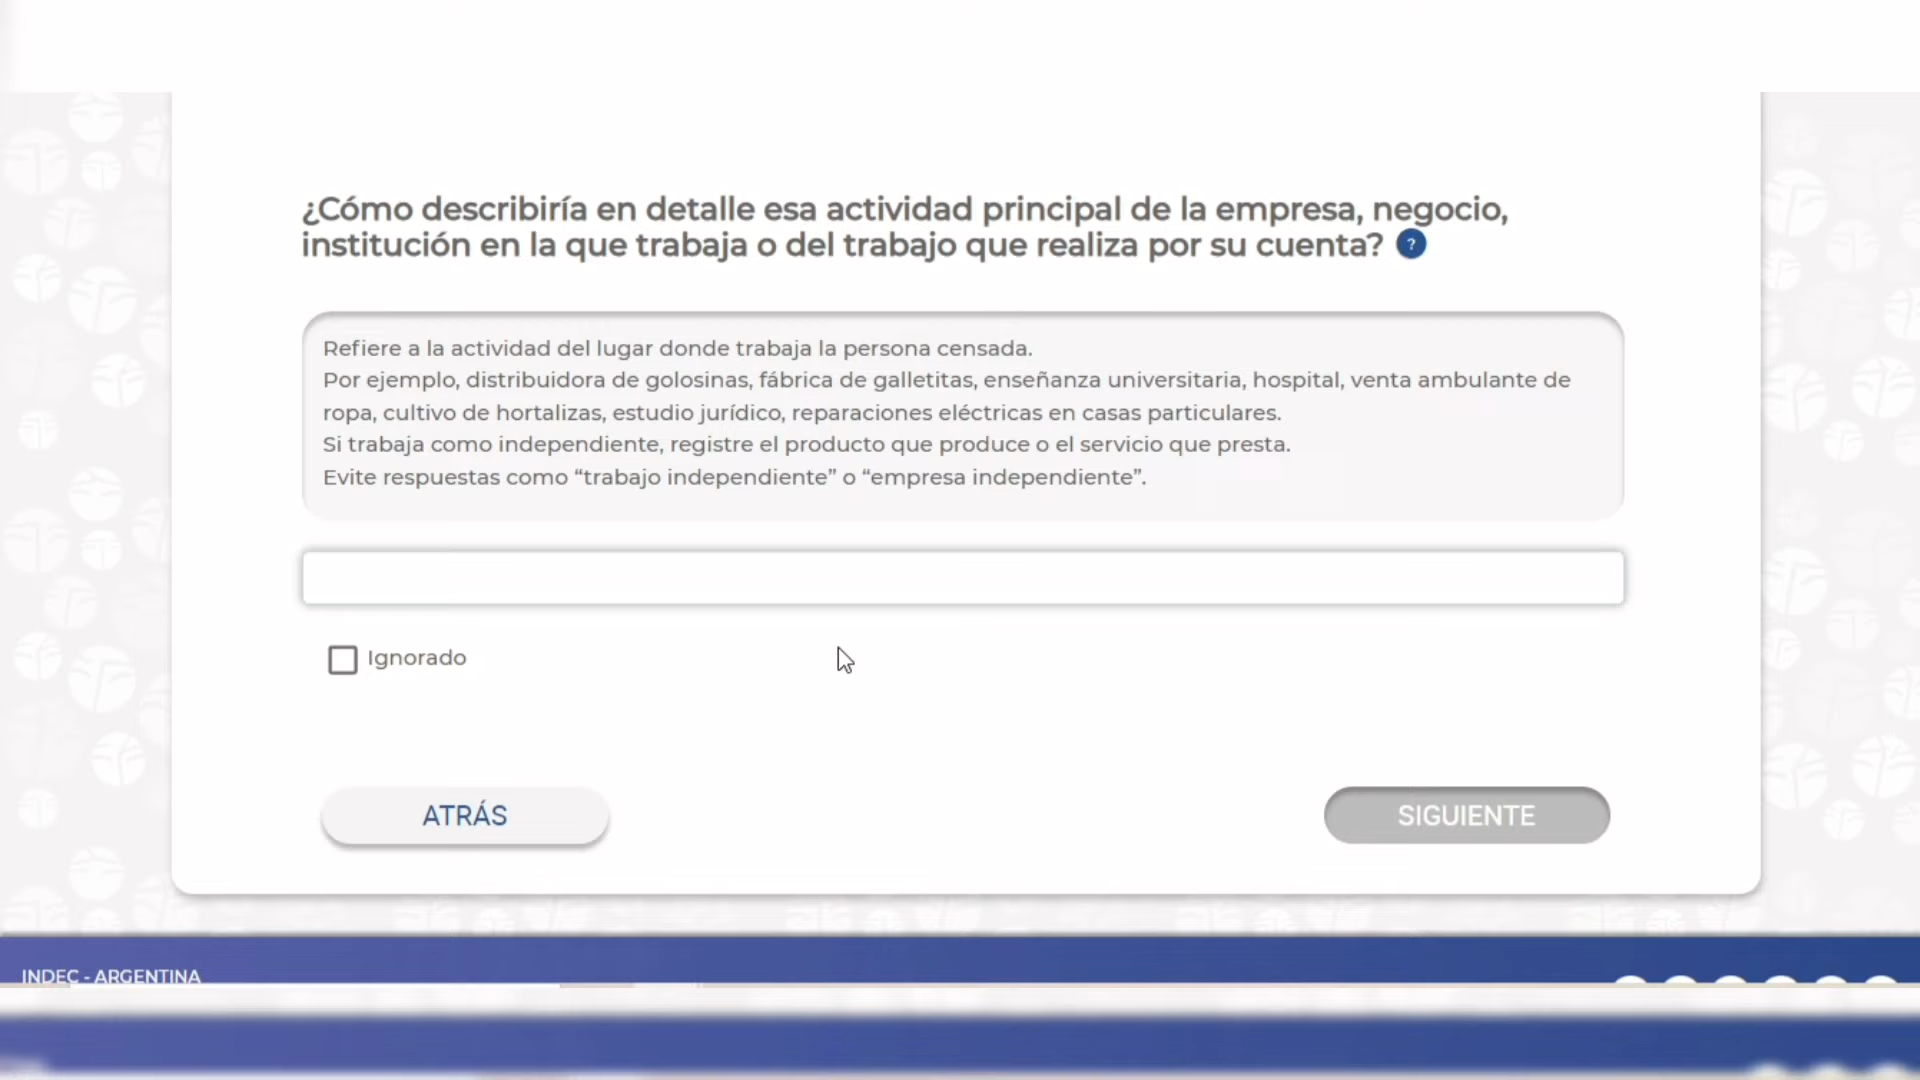 ¿Cómo describiría en detalle esa actividad principal de la empresa, negocio,
institución en la que trabaja o del trabajo que realiza por su cuenta? ?
Refiere a la actividad del lugar donde trabaja la persona censada.
Por ejemplo, distribuidora de golosinas, fábrica de galletitas, enseñanza universitaria, hospital, venta ambulante de
ropa, cultivo de hortalizas, estudio jurídico, reparaciones eléctricas en casas particulares.
Si trabaja como independiente, registre el producto que produce o el servicio que presta.
Evite respuestas como “trabajo independiente” o “empresa independiente”.
Ignorado
ATRÁS
SIGUIENTE
INDEC - ARGENTINA